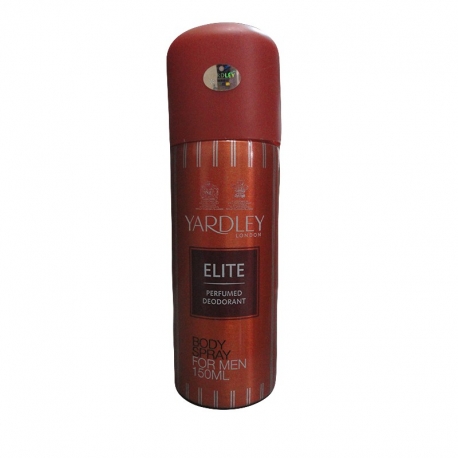 YARDLEY
LONDON
ELITE
PERFUMED
DEODORANT
BODY
SPRAY
FOR MEN
150ML